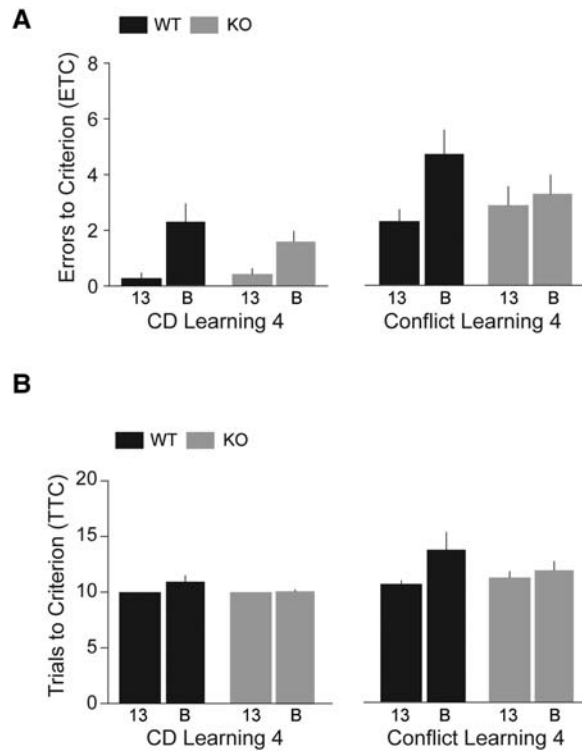 A
WT KO
Errors to Criterion (ETC)
8
6
4
2
0
13 B 13 B 13 B 13 B
CD Learning 4 Conflict Learning 4
B
WT KO
Trials to Criterion (TTC)
20
15
10
5
0
13 B 13 B 13 B 13 B
CD Learning 4 Conflict Learning 4